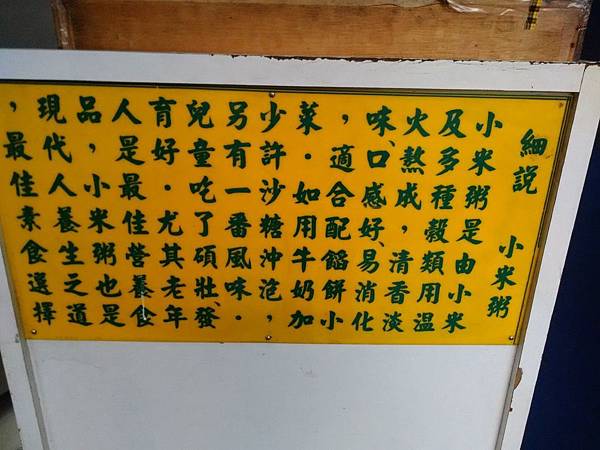 細說　小米粥
小米粥是由小米
及多種穀類用溫
火熬成，清香淡
味、口感好、易消化
，適合配餡餅小
菜．如用牛奶加
少許沙糖沖泡，
另有一番風味．
兒童吃了碩壯、發
育好．尤其老年
人是最佳營養食
品，小米粥也是
現代人養生之道
，最佳素食選擇